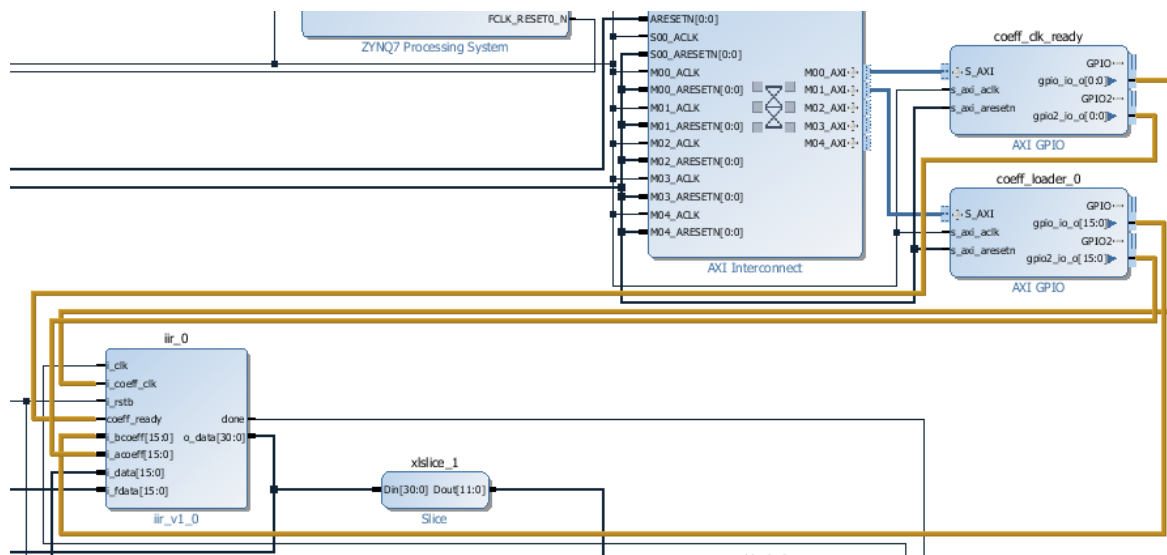 FCLK_RESET0_N
ZYNQ7 Processing System
ARESETN[0:0]
S00_ACLK
S00_ARESETN[0:0]
M00_ACLK
M00_ARESETN[0:0]
M01_ACLK
M01_ARESETN[0:0]
M02_ACLK
M02_ARESETN[0:0]
M03_ACLK
M03_ARESETN[0:0]
M04_ACLK
M04_ARESETN[0:0]
M00_AXI
M01_AXI
M02_AXI
M03_AXI
M04_AXI
AXI Interconnect
coeff_clk_ready
S_AXI
s_axi_aclk
s_axi_aresetn
GPIO
gpio_io_o[0:0]
GPIO2
gpio2_io_o[0:0]
AXI GPIO
coeff_loader_0
S_AXI
s_axi_aclk
s_axi_aresetn
GPIO
gpio_io_o[15:0]
GPIO2
gpio2_io_o[15:0]
AXI GPIO
iir_0
i_clk
i_coeff_clk
i_rstb
coeff_ready
i_bcoeff[15:0]
i_acoeff[15:0]
i_data[15:0]
i_fdata[15:0]
done
o_data[30:0]
iir_v1_0
xlslice_1
Din[30:0] Dout[11:0]
Slice